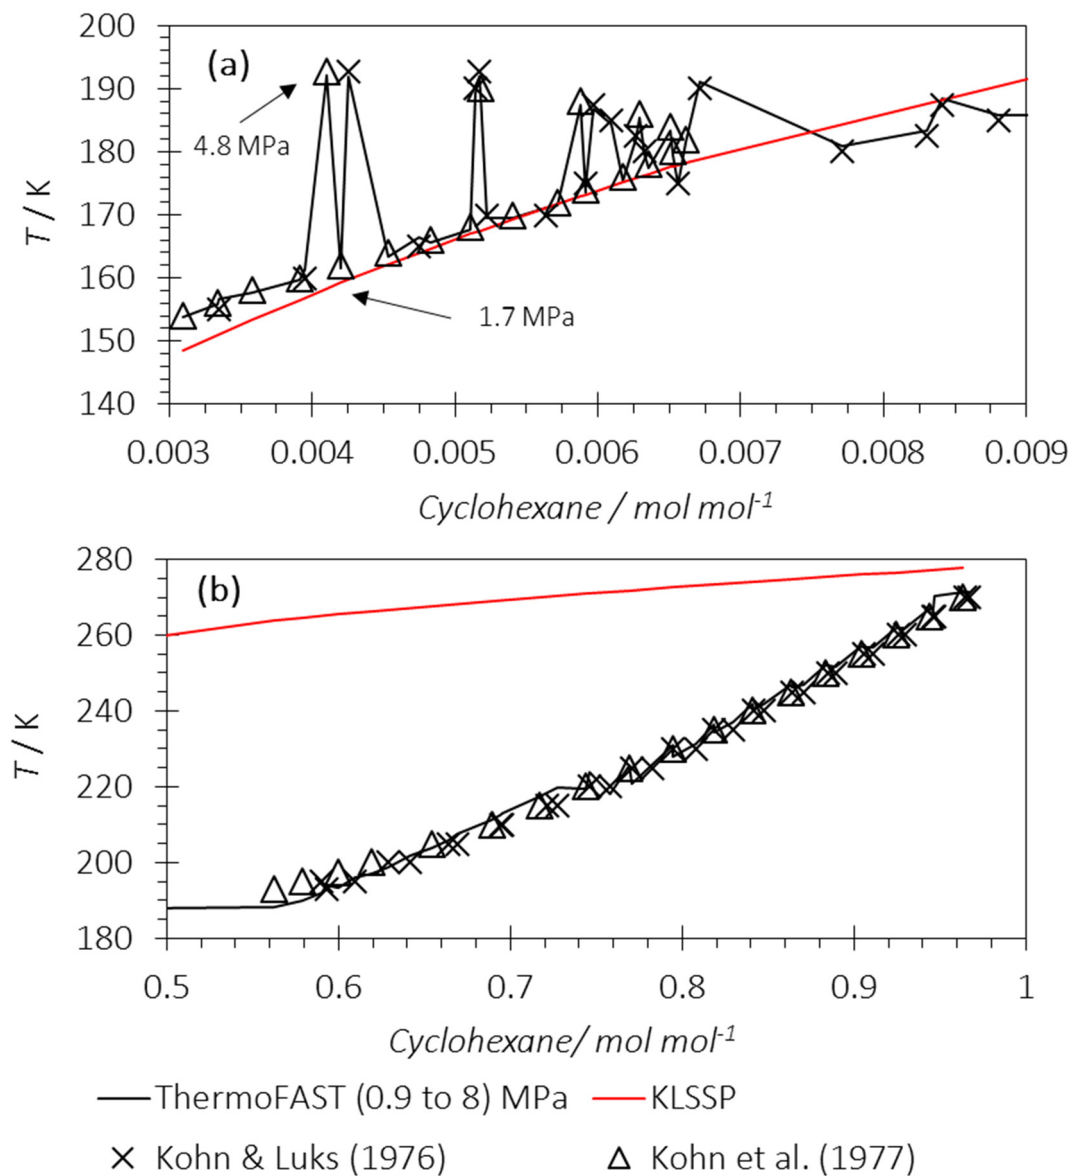 200
(a)
190
4.8 MPa
180
T / K
170
160
1.7 MPa
150
140
0.003 0.004 0.005 0.006 0.007 0.008 0.009
Cyclohexane / mol mol-1
280
(b)
260
240
T / K
220
200
180
0.5 0.6 0.7 0.8 0.9 1
Cyclohexane/ mol mol-1
ThermoFAST (0.9 to 8) MPa KLSSP
Kohn & Luks (1976) Kohn et al. (1977)